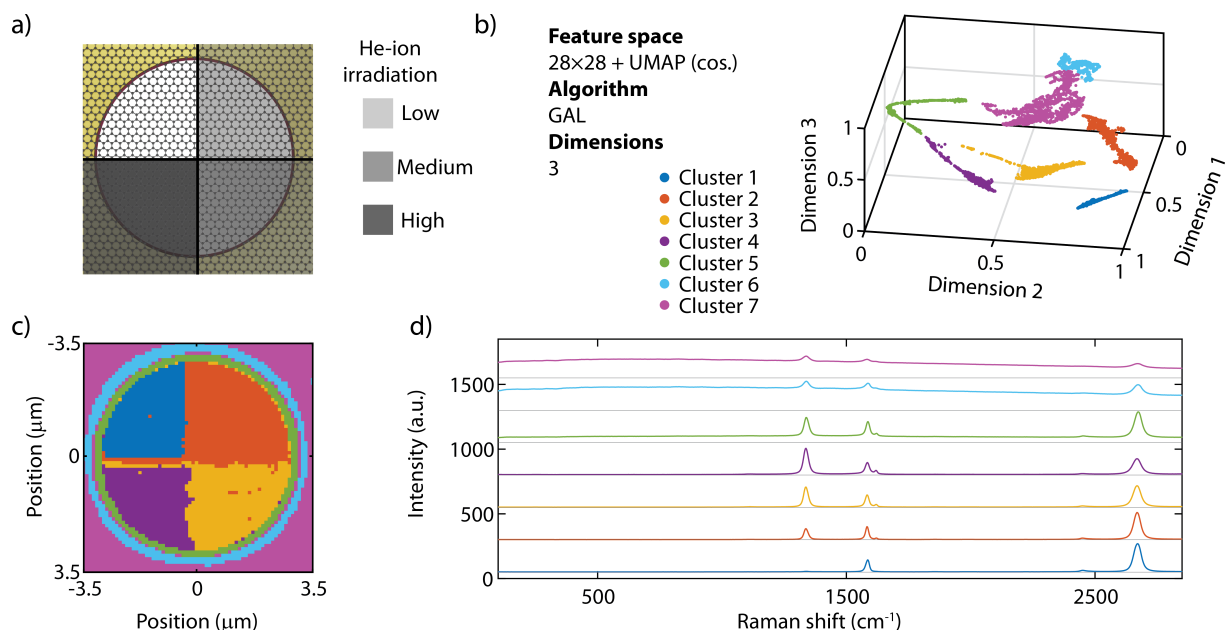 a)
He-ion
irradiation
Low
Medium
High
b)
Feature space
28×28 + UMAP (cos.)
Algorithm
GAL
Dimensions
3
Cluster 1
Cluster 2
Cluster 3
Cluster 4
Cluster 5
Cluster 6
Cluster 7
Dimension 3
1
0.5
0
0
0.5
1
Dimension 2
0
0.5
1
Dimension 1
c)
Position (μm)
-3.5
0
3.5
-3.5
0
3.5
Position (μm)
d)
Intensity (a.u.)
1500
1000
500
0
500
1500
2500
Raman shift (cm⁻¹)